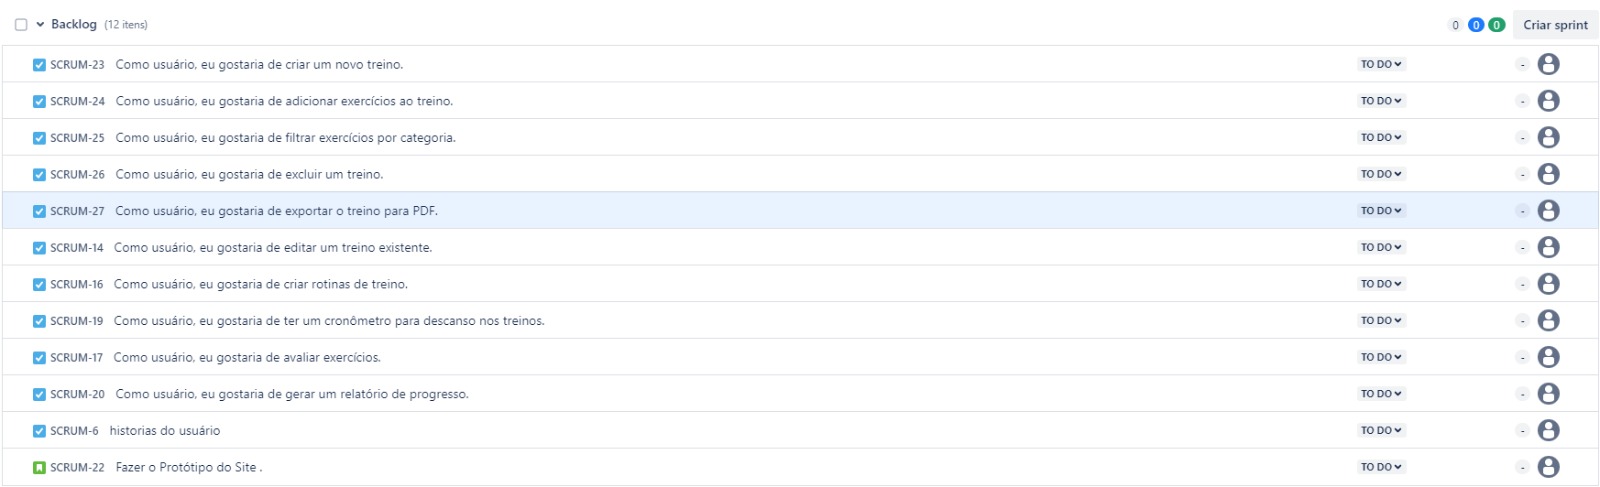 Backlog (12 itens) 0 0 0 Criar sprint
SCRUM-23 Como usuário, eu gostaria de criar um novo treino. TO DO -
SCRUM-24 Como usuário, eu gostaria de adicionar exercícios ao treino. TO DO -
SCRUM-25 Como usuário, eu gostaria de filtrar exercícios por categoria. TO DO -
SCRUM-26 Como usuário, eu gostaria de excluir um treino. TO DO -
SCRUM-27 Como usuário, eu gostaria de exportar o treino para PDF. TO DO -
SCRUM-14 Como usuário, eu gostaria de editar um treino existente. TO DO -
SCRUM-16 Como usuário, eu gostaria de criar rotinas de treino. TO DO -
SCRUM-19 Como usuário, eu gostaria de ter um cronômetro para descanso nos treinos. TO DO -
SCRUM-17 Como usuário, eu gostaria de avaliar exercícios. TO DO -
SCRUM-20 Como usuário, eu gostaria de gerar um relatório de progresso. TO DO -
SCRUM-6 historias do usuário TO DO -
SCRUM-22 Fazer o Protótipo do Site . TO DO -